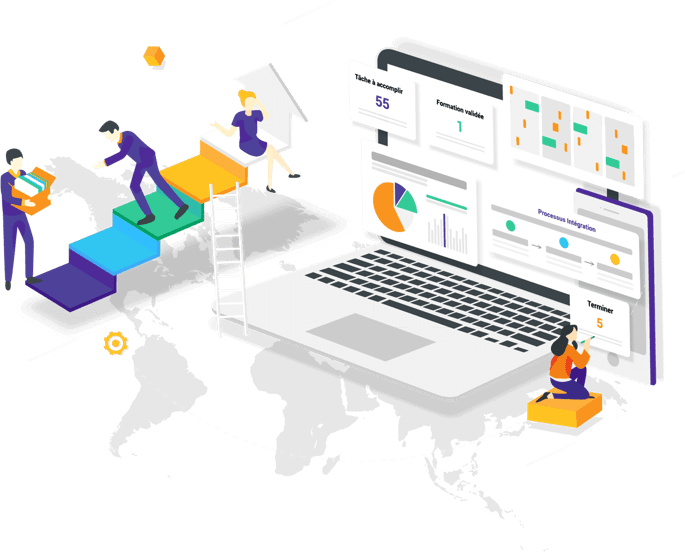 Tâche à accomplir
55
Formation validée
1
Processus Intégration
Terminer
5